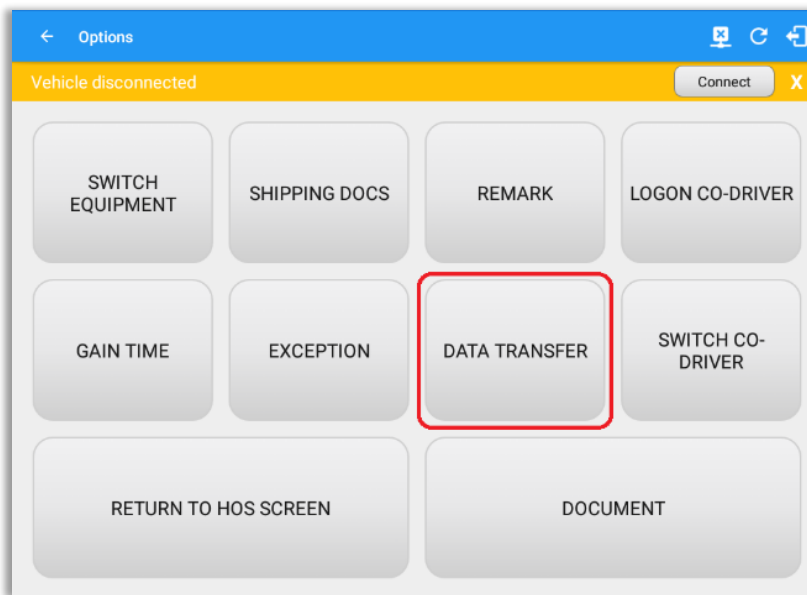 Options
Vehicle disconnected
Connect
X
SWITCH
EQUIPMENT
SHIPPING DOCS
REMARK
LOGON CO-DRIVER
GAIN TIME
EXCEPTION
DATA TRANSFER
SWITCH CO-
DRIVER
RETURN TO HOS SCREEN
DOCUMENT